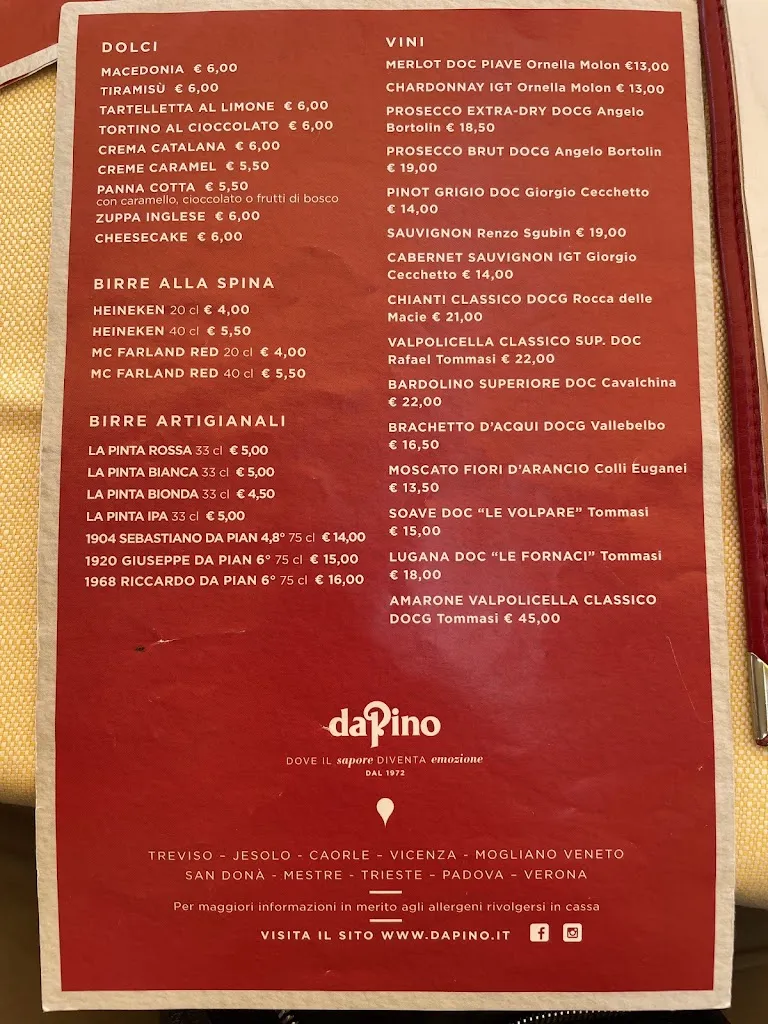 DOLCI
MACEDONIA € 6,00
TIRAMISÙ € 6,00
TARTELLETTA AL LIMONE € 6,00
TORTINO AL CIOCCOLATO € 6,00
CREMA CATALANA € 6,00
CREME CARAMEL € 5,50
PANNA COTTA € 5,50
con caramello, cioccolato o frutti di bosco
ZUPPA INGLESE € 6,00
CHEESECAKE € 6,00
BIRRE ALLA SPINA
HEINEKEN 20 cl € 4,00
HEINEKEN 40 cl € 5,50
MC FARLAND RED 20 cl € 4,00
MC FARLAND RED 40 cl € 5,50
BIRRE ARTIGIANALI
LA PINTA ROSSA 33 cl € 5,00
LA PINTA BIANCA 33 cl € 5,00
LA PINTA BIONDA 33 cl € 4,50
LA PINTA IPA 33 cl € 5,00
1904 SEBASTIANO DA PIAN 4,8° 75 cl € 14,00
1920 GIUSEPPE DA PIAN 6° 75 cl € 15,00
1968 RICCARDO DA PIAN 6° 75 cl € 16,00
VINI
MERLOT DOC PIAVE Ornella Molon €13,00
CHARDONNAY IGT Ornella Molon € 13,00
PROSECCO EXTRA-DRY DOCG Angelo
Bortolin € 18,50
PROSECCO BRUT DOCG Angelo Bortolin
€ 19,00
PINOT GRIGIO DOC Giorgio Cecchetto
€ 14,00
SAUVIGNON Renzo Sgubin € 19,00
CABERNET SAUVIGNON IGT Giorgio
Cecchetto € 14,00
CHIANTI CLASSICO DOCG Rocca delle
Macie € 21,00
VALPOLICELLA CLASSICO SUP. DOC
Rafael Tommasi € 22,00
BARDOLINO SUPERIORE DOC Cavalchina
€ 22,00
BRACHETTO D'ACQUI DOCG Vallebelbo
€ 16,50
MOSCATO FIORI D'ARANCIO Colli Euganei
€ 13,50
SOAVE DOC “LE VOLPARE” Tommasi
€ 15,00
LUGANA DOC “LE FORNACI” Tommasi
€ 18,00
AMARONE VALPOLICELLA CLASSICO
DOCG Tommasi € 45,00
daPino
DOVE IL sapore DIVENTA emozione
DAL 1972
TREVISO – JESOLO - CAORLE – VICENZA - MOGLIANO VENETO
SAN DONÀ - MESTRE - TRIESTE – PADOVA – VERONA
Per maggiori informazioni in merito agli allergeni rivolgersi in cassa
VISITA IL SITO WWW.DAPINO.IT